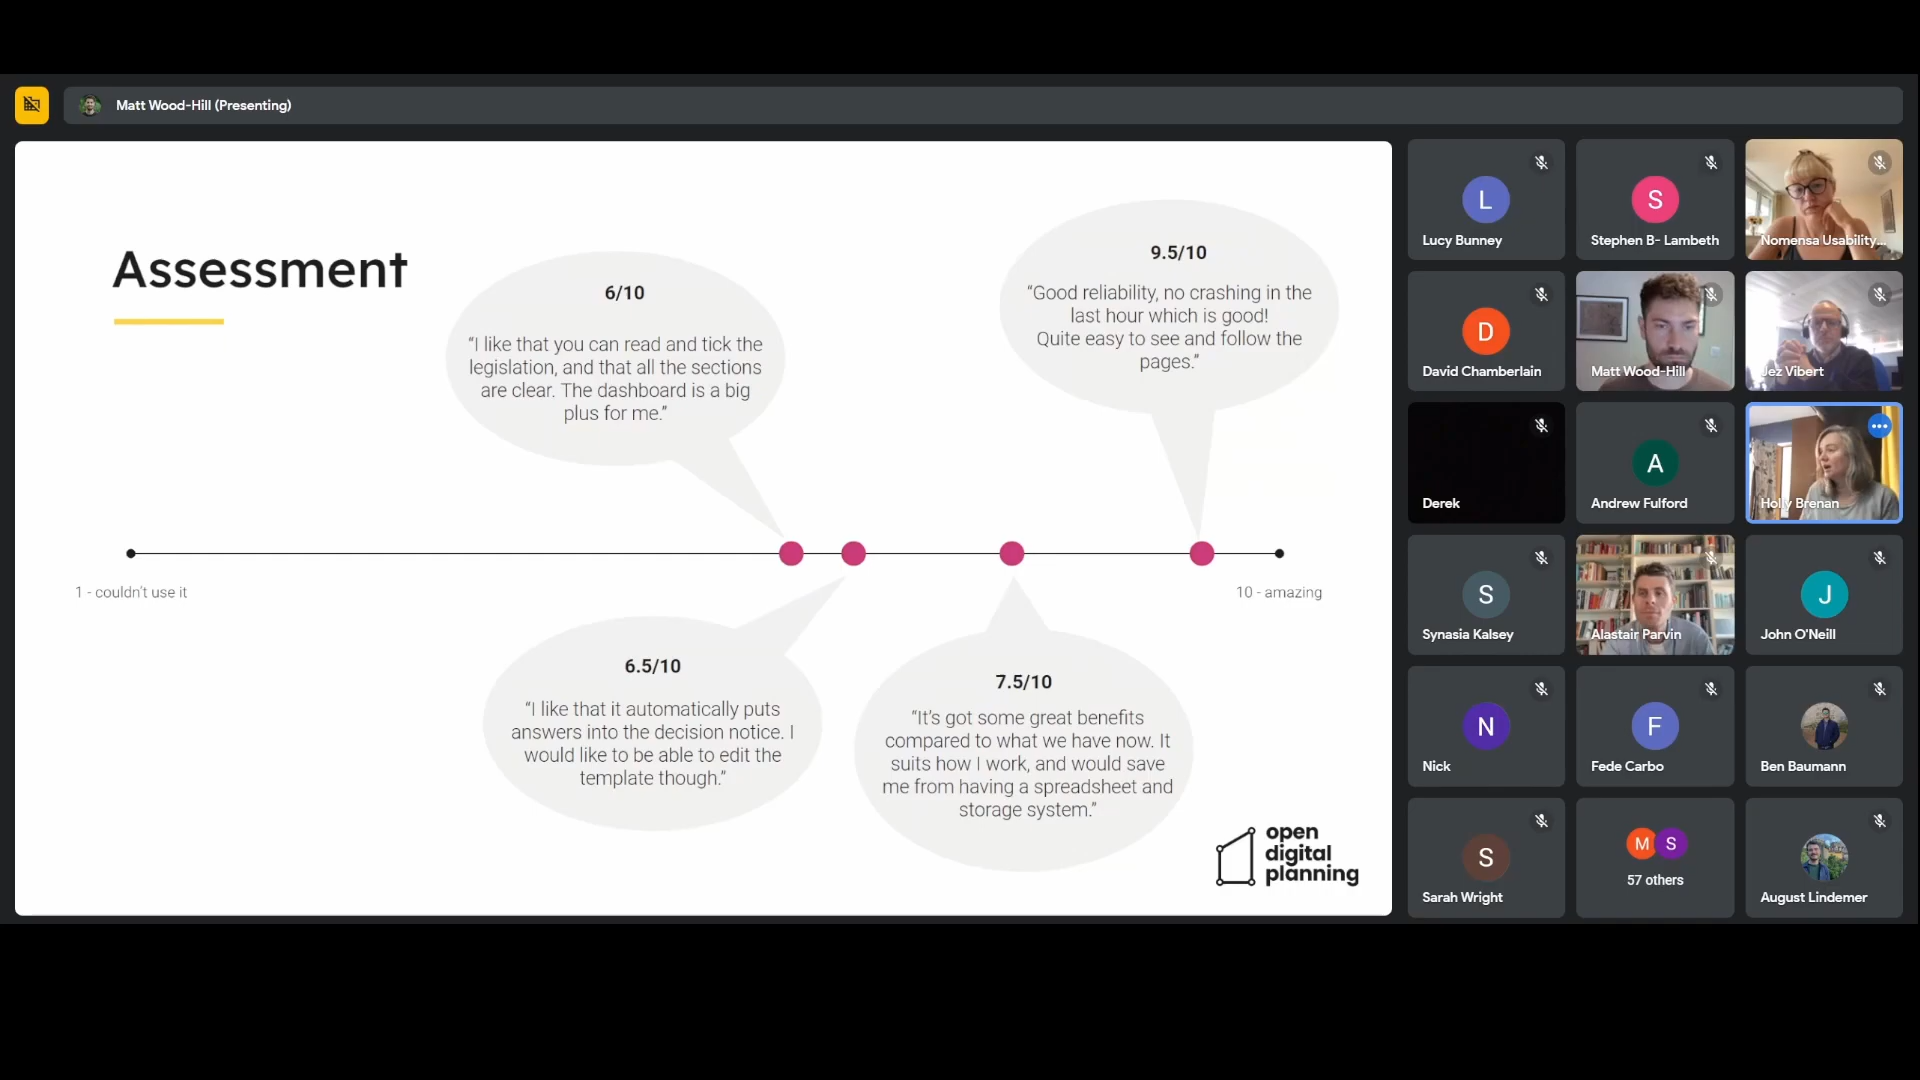 Matt Wood-Hill (Presenting)
Assessment
6/10
“I like that you can read and tick the
legislation, and that all the sections
are clear. The dashboard is a big
plus for me.”
9.5/10
“Good reliability, no crashing in the
last hour which is good!
Quite easy to see and follow the
pages.”
1 - couldn’t use it
10 - amazing
6.5/10
“I like that it automatically puts
answers into the decision notice. I
would like to be able to edit the
template though.”
7.5/10
“It’s got some great benefits
compared to what we have now. It
suits how I work, and would save
me from having a spreadsheet and
storage system.”
open
digital
planning
L
Lucy Bunney
S
Stephen B- Lambeth
Nomensa Usability...
D
David Chamberlain
Matt Wood-Hill
Jez Vibert
Derek
A
Andrew Fulford
Holly Brenan
S
Synasia Kalsey
Alastair Parvin
J
John O'Neill
N
Nick
F
Fede Carbo
Ben Baumann
S
Sarah Wright
M S
57 others
August Lindemer